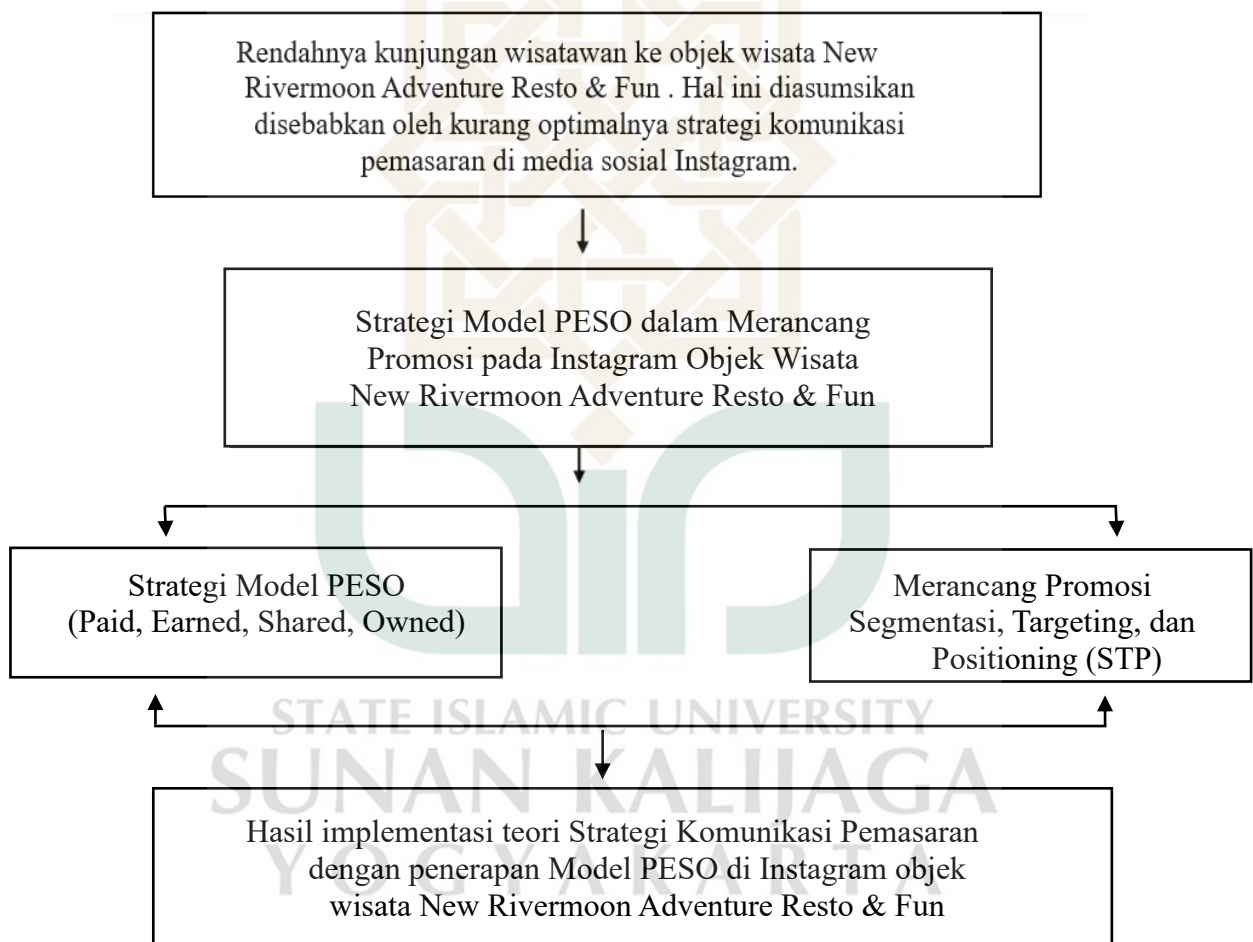 Rendahnya kunjungan wisatawan ke objek wisata New
Rivermoon Adventure Resto & Fun . Hal ini diasumsikan
disebabkan oleh kurang optimalnya strategi komunikasi
pemasaran di media sosial Instagram.
Strategi Model PESO dalam Merancang
Promosi pada Instagram Objek Wisata
New Rivermoon Adventure Resto & Fun
Strategi Model PESO
(Paid, Earned, Shared, Owned)
Merancang Promosi
Segmentasi, Targeting, dan
Positioning (STP)
STATE ISLAMIC UNIVERSITY
SUNAN KALIJAGA
YOGYAKARTA
Hasil implementasi teori Strategi Komunikasi Pemasaran
dengan penerapan Model PESO di Instagram objek
wisata New Rivermoon Adventure Resto & Fun